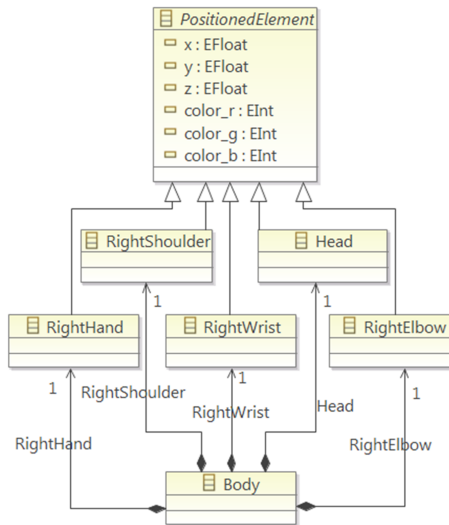 PositionedElement
x : EFloat
y : EFloat
z : EFloat
color_r : EInt
color_g : EInt
color_b : EInt
RightShoulder
Head
1
1
RightHand
RightWrist
RightElbow
1
RightShoulder
1
1
RightWrist
Head
RightHand
RightElbow
Body